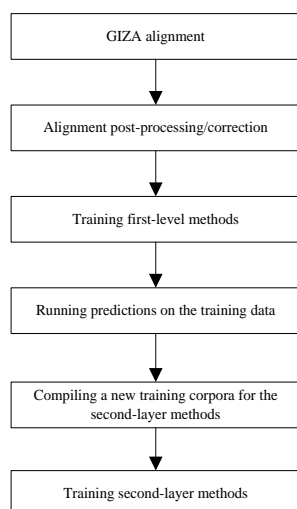 GIZA alignment
Alignment post-processing/correction
Training first-level methods
Running predictions on the training data
Compiling a new training corpora for the
second-layer methods
Training second-layer methods